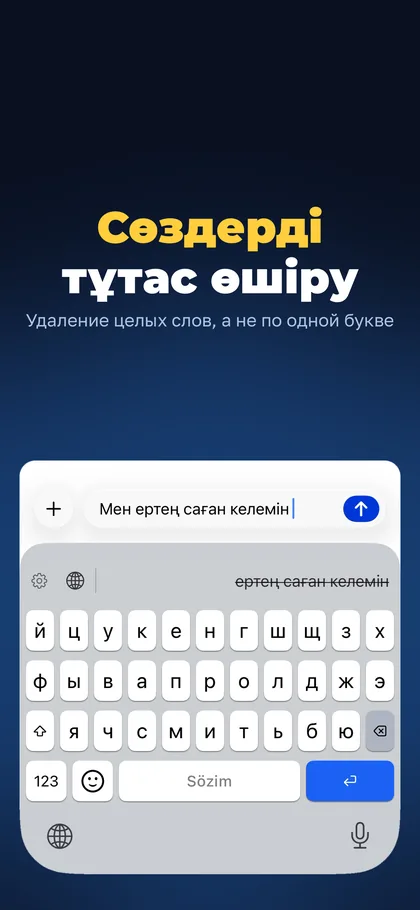 Сөздерді
тұтас өшіру
Удаление целых слов, а не по одной букве
Мен ертең саған келемін
ертең саған келемін
й ц у к е н г ш щ з х
ф ы в а п р о л д ж э
я ч с м и т ь б ю
123 Sözim